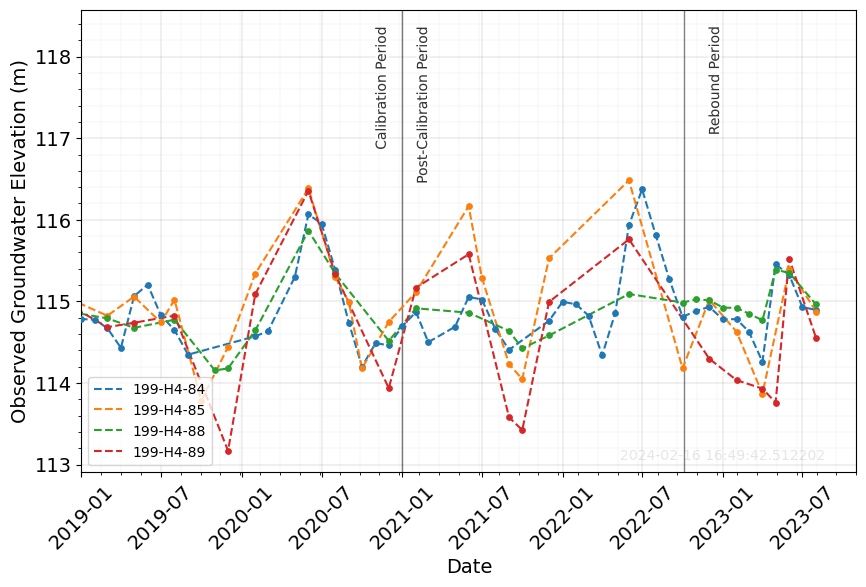 Observed Groundwater Elevation (m)
118
117
116
115
114
113
Calibration Period
Post-Calibration Period
Rebound Period
199-H4-84
199-H4-85
199-H4-88
199-H4-89
2024-02-16 16:49:42.512202
2019-01
2019-07
2020-01
2020-07
2021-01
2021-07
2022-01
2022-07
2023-01
2023-07
Date